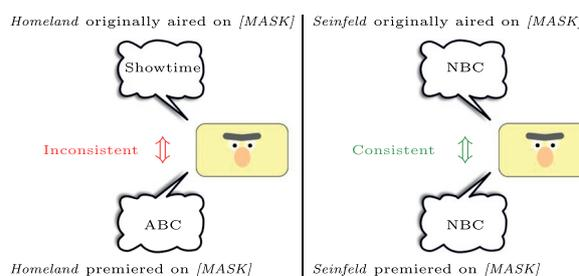 Homeland originally aired on [MASK]
Showtime
Inconsistent
ABC
Homeland premiered on [MASK]
Seinfeld originally aired on [MASK]
NBC
Consistent
NBC
Seinfeld premiered on [MASK]